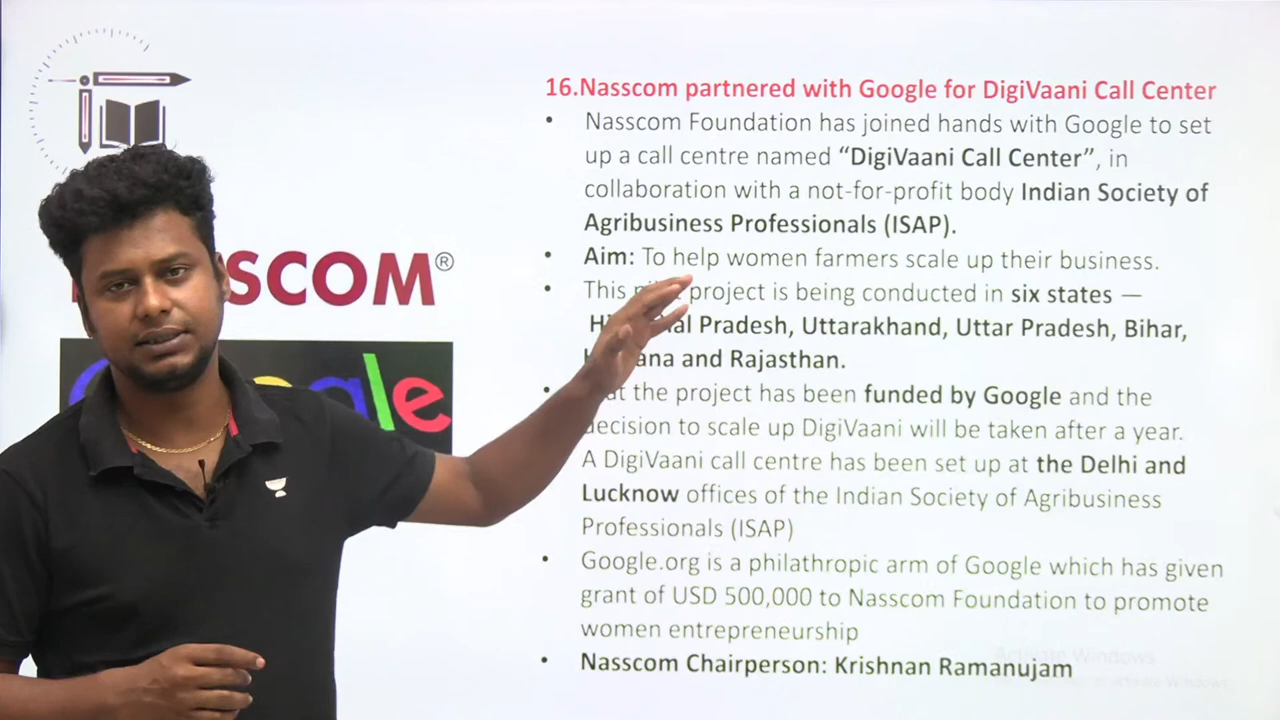 16.Nasscom partnered with Google for DigiVaani Call Center
• Nasscom Foundation has joined hands with Google to set
up a call centre named “DigiVaani Call Center”, in
collaboration with a not-for-profit body Indian Society of
Agribusiness Professionals (ISAP).
• Aim: To help women farmers scale up their business.
• This project is being conducted in six states —
Pradesh, Uttarakhand, Uttar Pradesh, Bihar,
and Rajasthan.
• the project has been funded by Google and the
decision to scale up DigiVaani will be taken after a year.
A DigiVaani call centre has been set up at the Delhi and
Lucknow offices of the Indian Society of Agribusiness
Professionals (ISAP)
• Google.org is a philathropic arm of Google which has given
grant of USD 500,000 to Nasscom Foundation to promote
women entrepreneurship
• Nasscom Chairperson: Krishnan Ramanujam
SCOM®
Google
Activate Windows